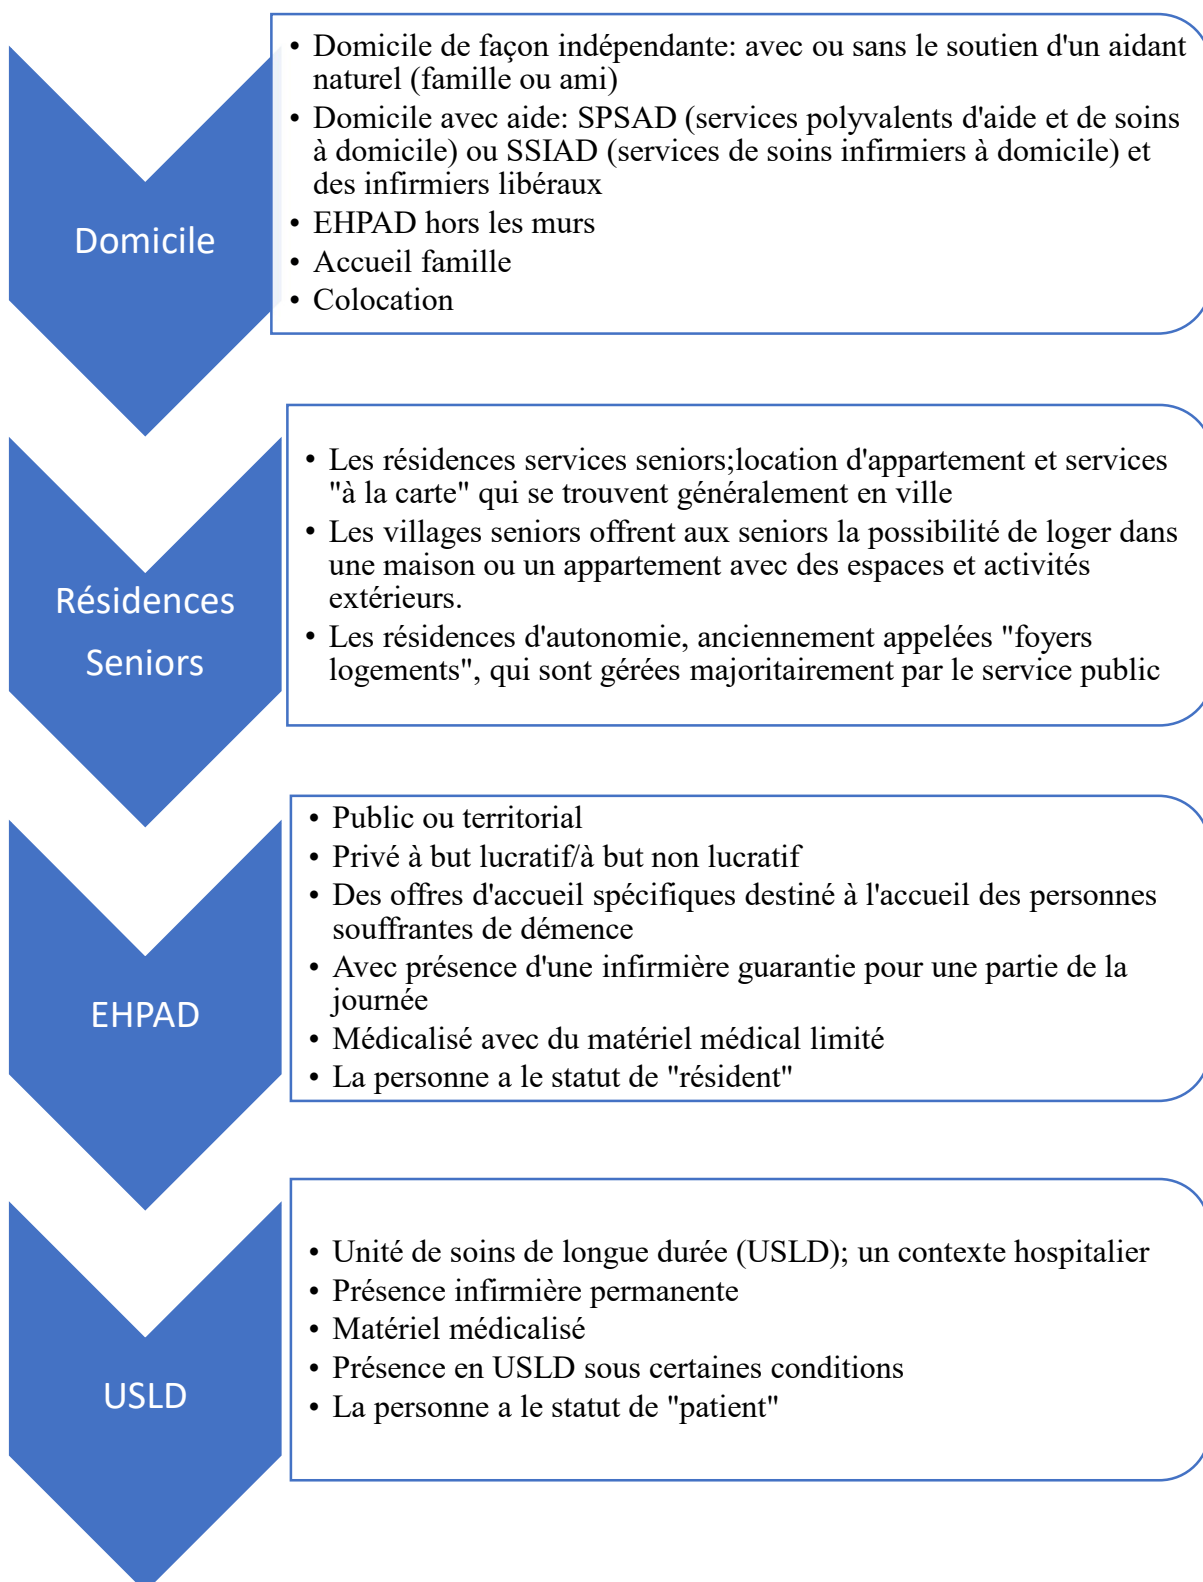 Domicile
• Domicile de façon indépendante: avec ou sans le soutien d'un aidant
naturel (famille ou ami)
• Domicile avec aide: SPSAD (services polyvalents d'aide et de soins
à domicile) ou SSIAD (services de soins infirmiers à domicile) et
des infirmiers libéraux
• EHPAD hors les murs
• Accueil famille
• Colocation
Résidences
Seniors
• Les résidences services seniors;location d'appartement et services
"à la carte" qui se trouvent généralement en ville
• Les villages seniors offrent aux seniors la possibilité de loger dans
une maison ou un appartement avec des espaces et activités
extérieurs.
• Les résidences d'autonomie, anciennement appelées "foyers
logements", qui sont gérées majoritairement par le service public
EHPAD
• Public ou territorial
• Privé à but lucratif/à but non lucratif
• Des offres d'accueil spécifiques destiné à l'accueil des personnes
souffrantes de démence
• Avec présence d'une infirmière guarantie pour une partie de la
journée
• Médicalisé avec du matériel médical limité
• La personne a le statut de "résident"
USLD
• Unité de soins de longue durée (USLD); un contexte hospitalier
• Présence infirmière permanente
• Matériel médicalisé
• Présence en USLD sous certaines conditions
• La personne a le statut de "patient"